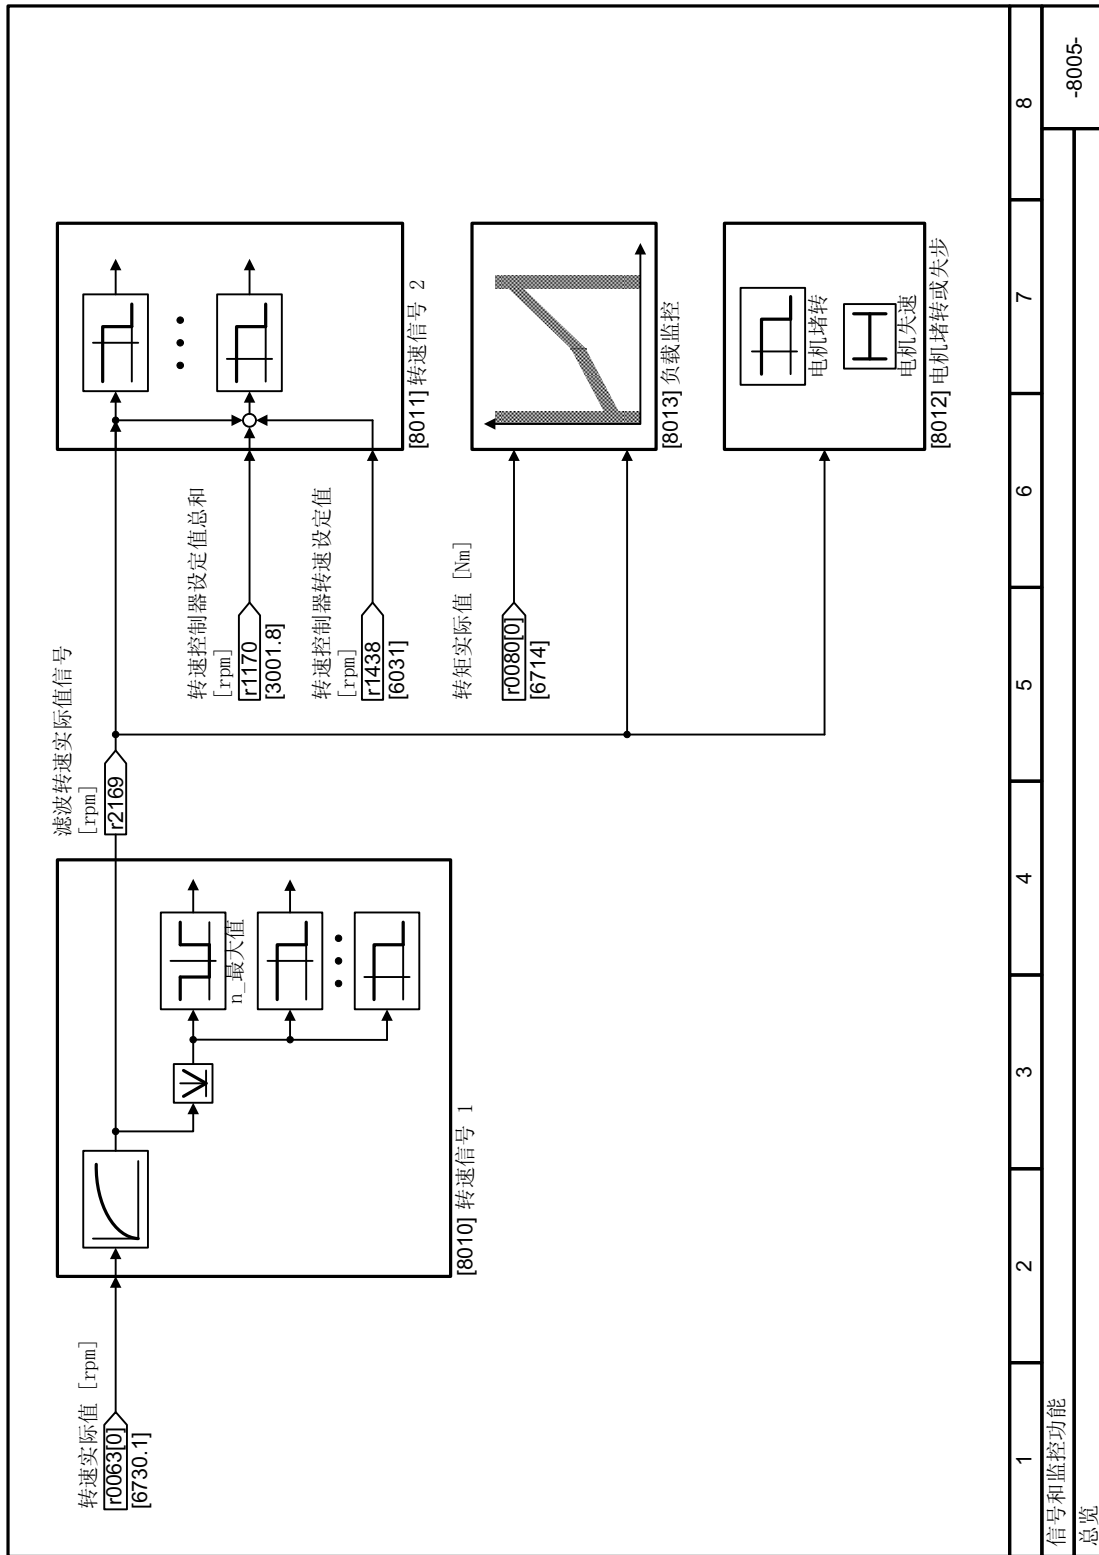 转速实际值 [rpm]
r0063[0]
[6730.1]
[8010] 转速信号 1
n_最大值
滤波转速实际值信号
[rpm]
r2169
转速控制器设定值总和
[rpm]
r1170
[3001.8]
转速控制器转速设定值
[rpm]
r1438
[6031]
[8011] 转速信号 2
转矩实际值 [Nm]
r0080[0]
[6714]
[8013] 负载监控
电机堵转
电机失速
[8012] 电机堵转或失步
1 2 3 4 5 6 7 8
信号和监控功能
总览
-8005-